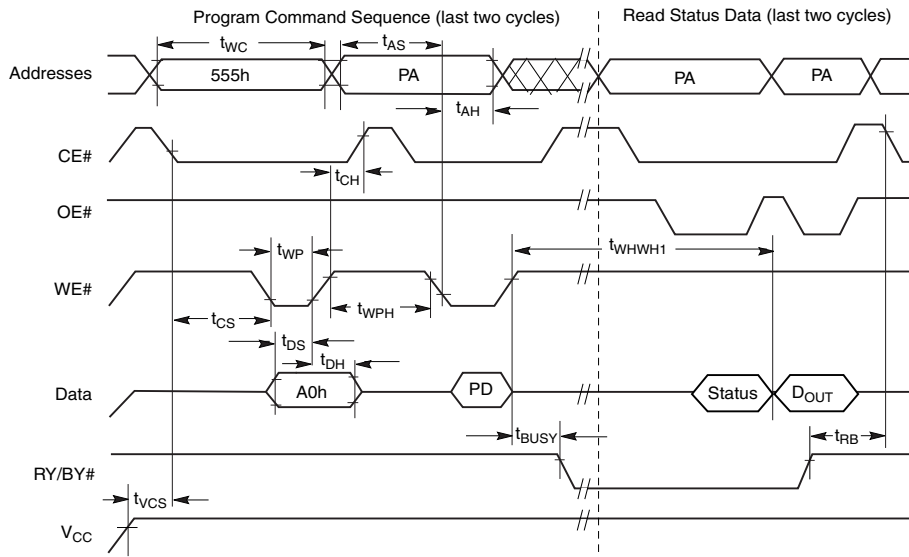 Program Command Sequence (last two cycles)
Read Status Data (last two cycles)
tWC
tAS
Addresses
555h
PA
PA
PA
tAH
CE#
tCH
OE#
tWP
tWHWH1
WE#
tCS
tWPH
tDS
tDH
Data
A0h
PD
Status
DOUT
tBUSY
tRB
RY/BY#
tVCS
VCC